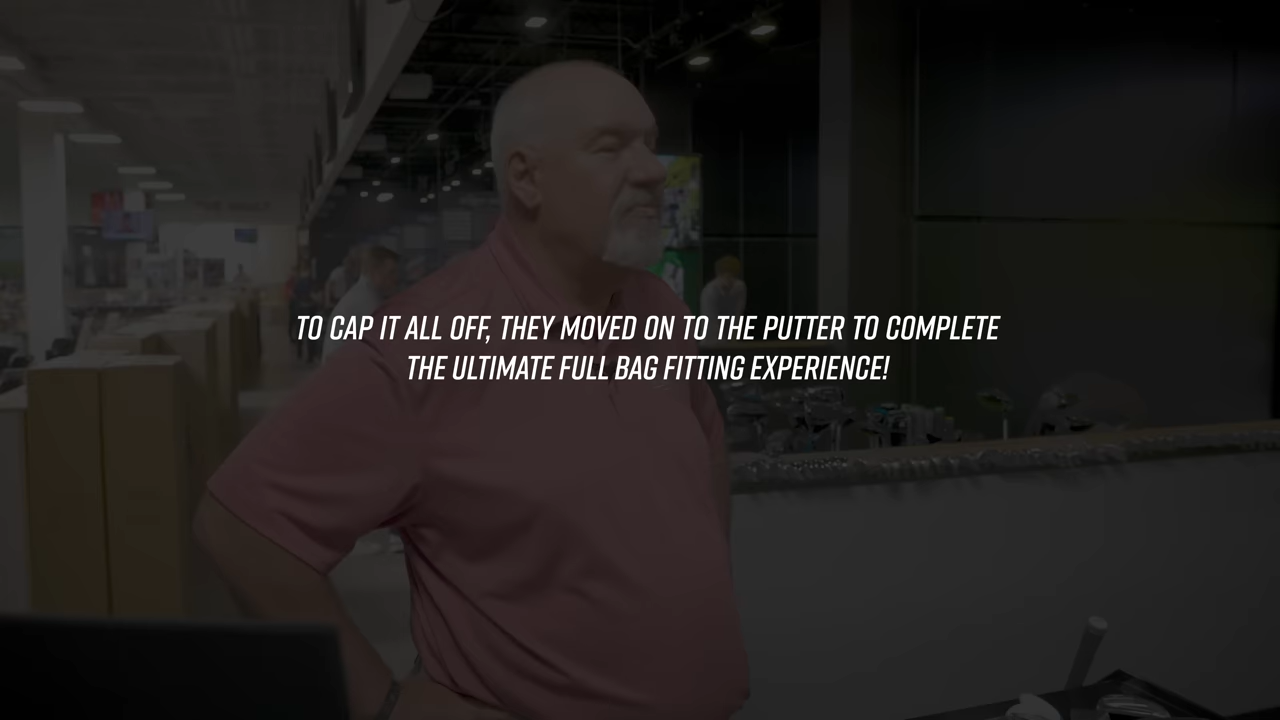 TO CAP IT ALL OFF, THEY MOVED ON TO THE PUTTER TO COMPLETE
THE ULTIMATE FULL BAG FITTING EXPERIENCE!